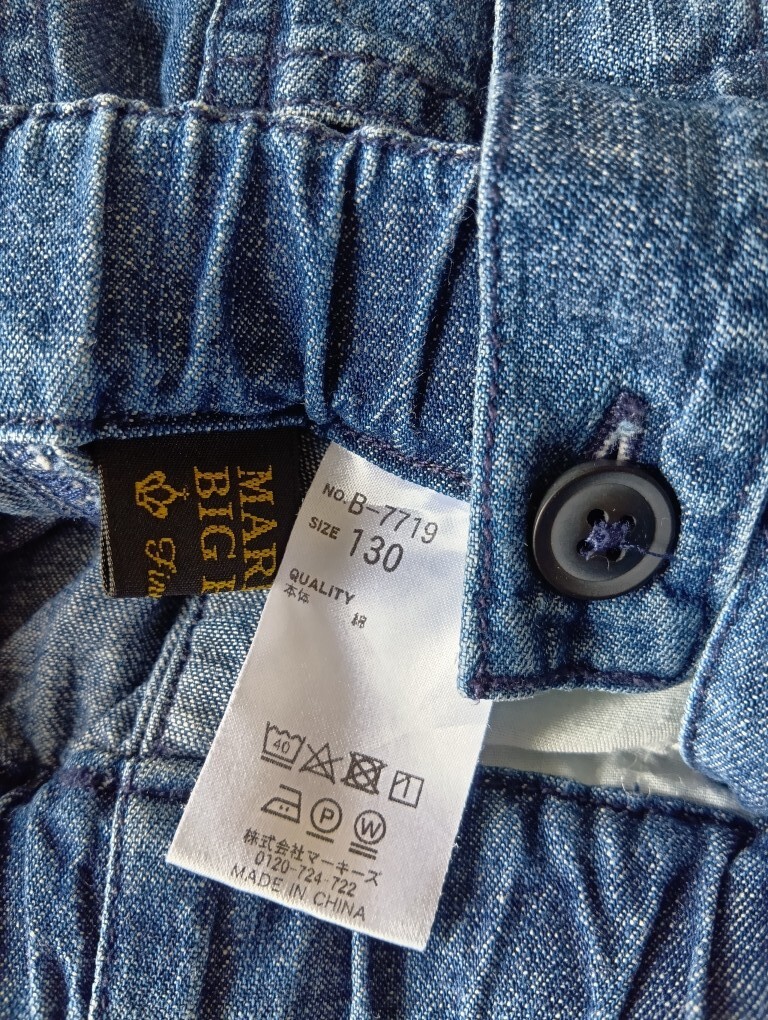 MAR
BIG
NO. B-7719
SIZE 130
QUALITY
本体 綿
40
P
W
株式会社マーキーズ
0120-724-722
MADE IN CHINA